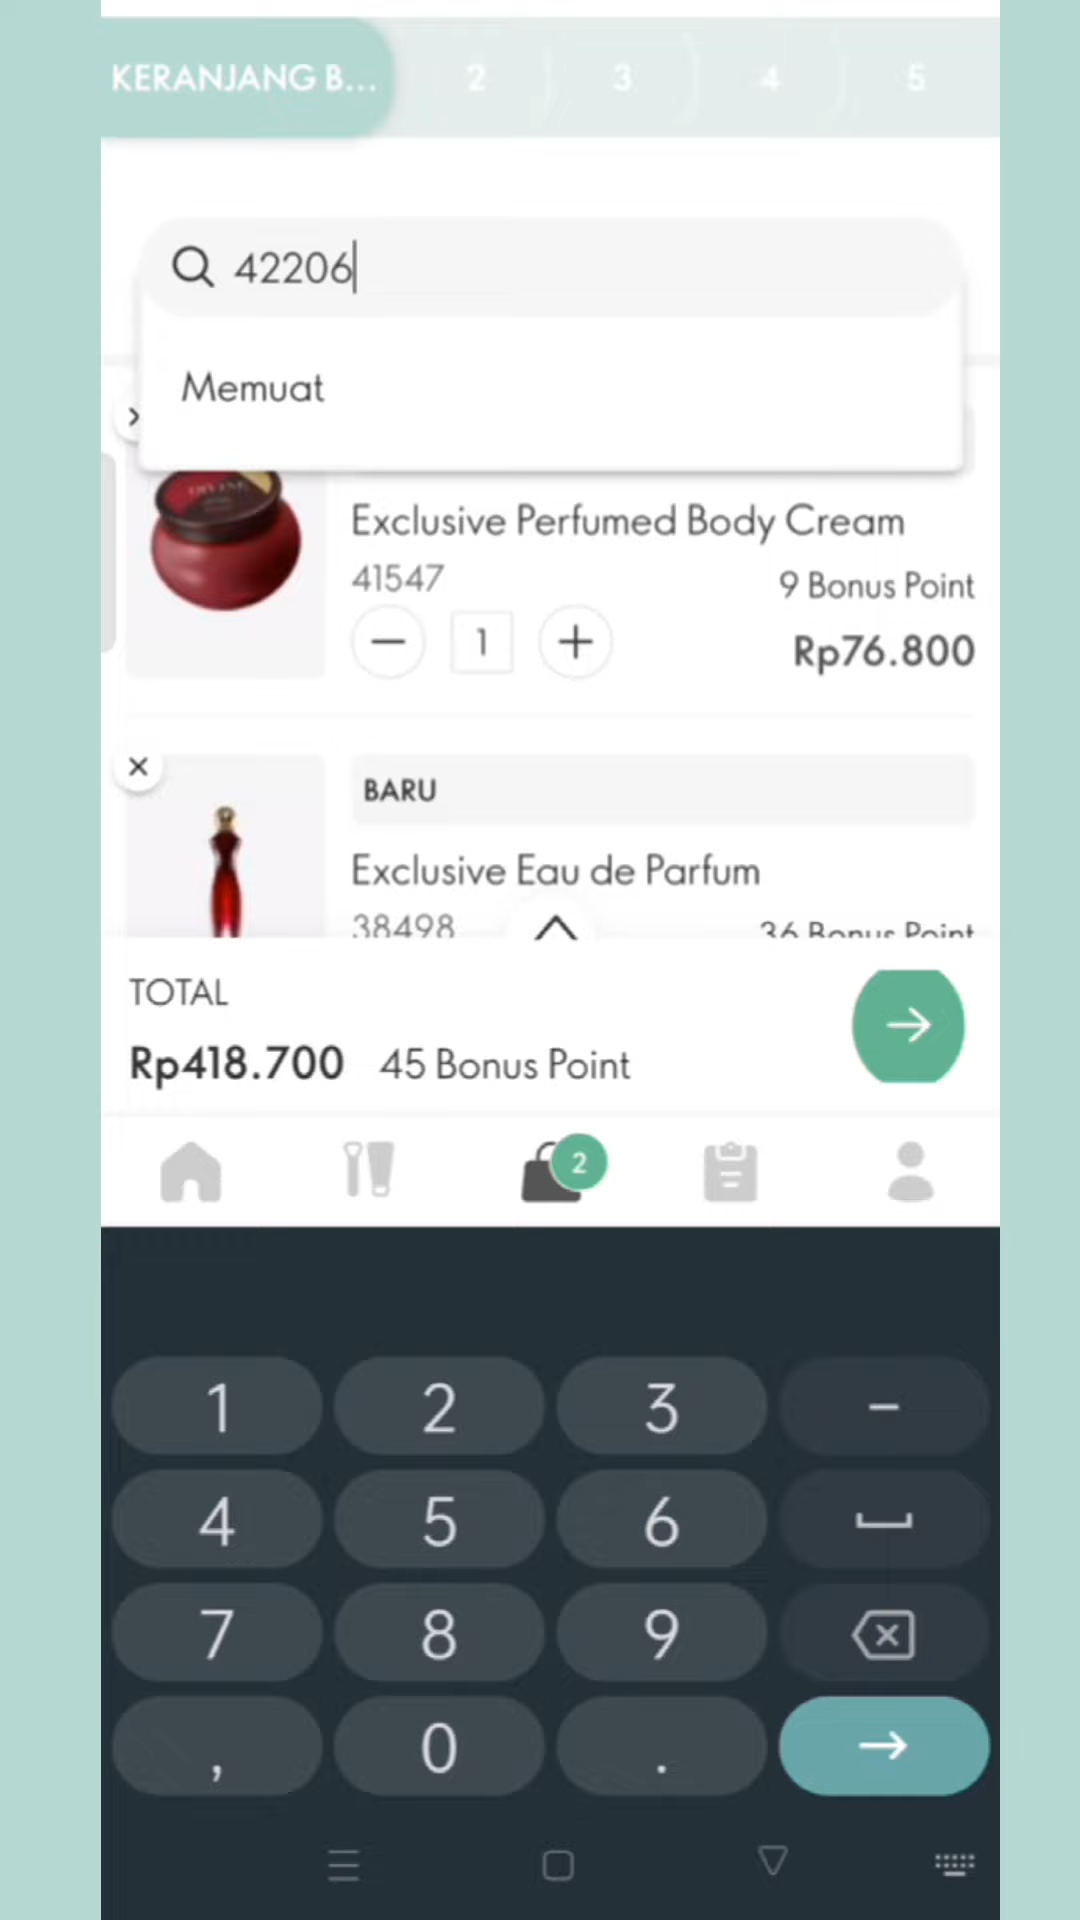 KERANJANG B... 2 3 4 5
42206
Memuat
Exclusive Perfumed Body Cream
41547
9 Bonus Point
1
Rp76.800
BARU
Exclusive Eau de Parfum
38498
36 Bonus Point
TOTAL
Rp418.700 45 Bonus Point
2
1 2 3 –
4 5 6
7 8 9
, 0 .